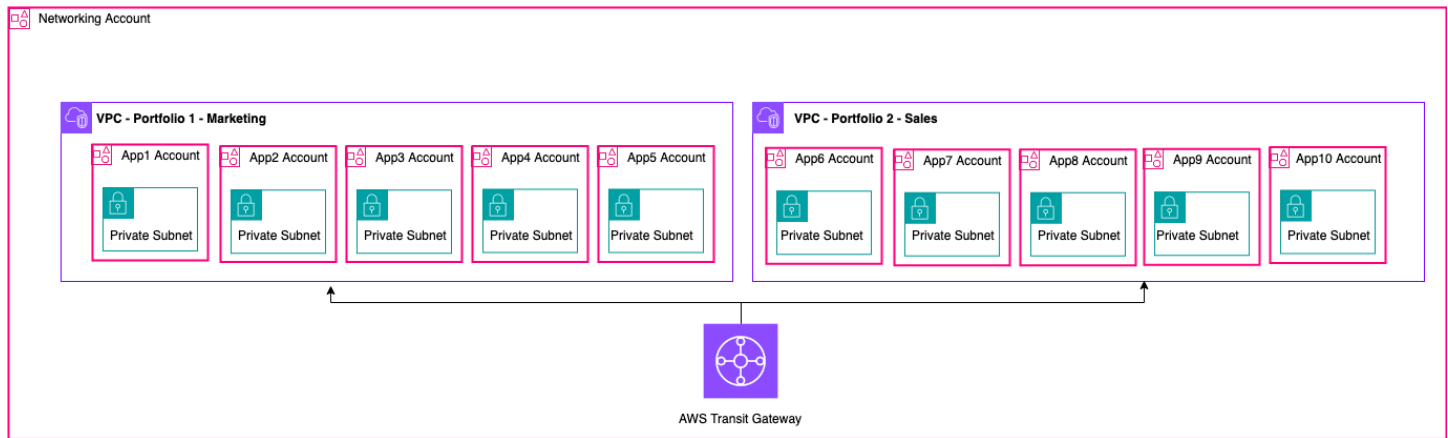 Networking Account
VPC - Portfolio 1 - Marketing
VPC - Portfolio 2 - Sales
App1 Account
App2 Account
App3 Account
App4 Account
App5 Account
App6 Account
App7 Account
App8 Account
App9 Account
App10 Account
Private Subnet
Private Subnet
Private Subnet
Private Subnet
Private Subnet
Private Subnet
Private Subnet
Private Subnet
Private Subnet
Private Subnet
AWS Transit Gateway